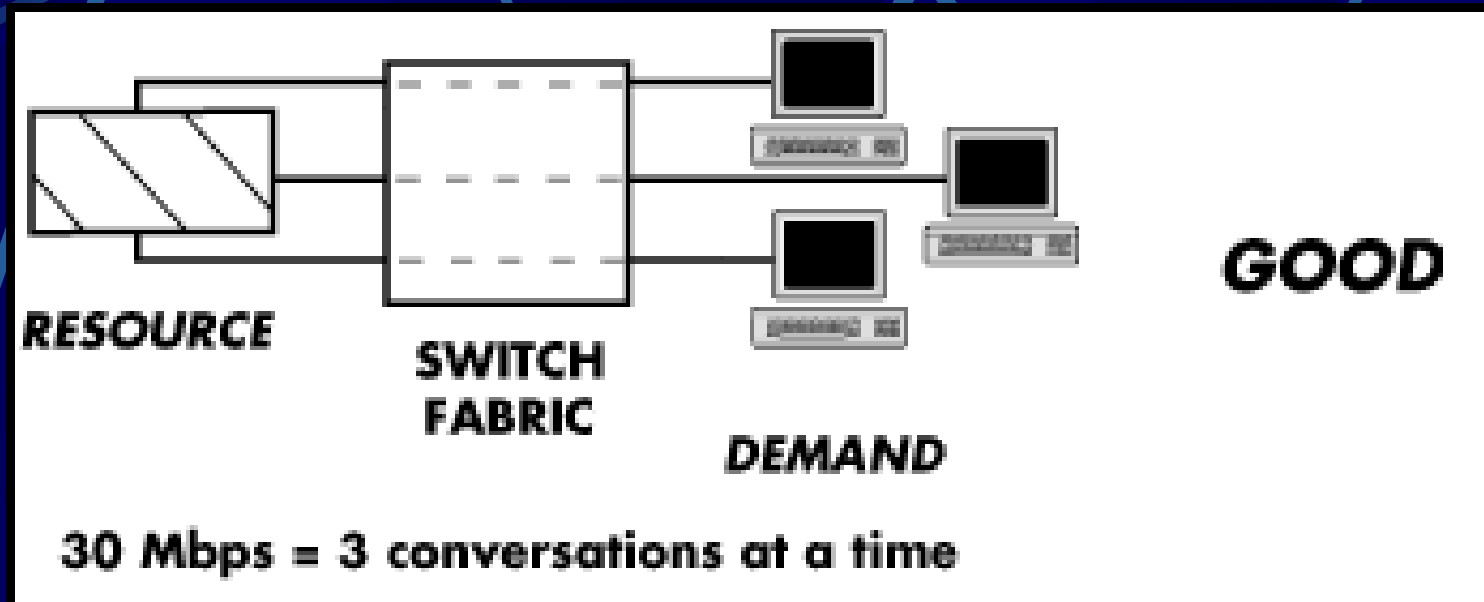 RESOURCE
SWITCH
FABRIC
DEMAND
GOOD
30 Mbps = 3 conversations at a time